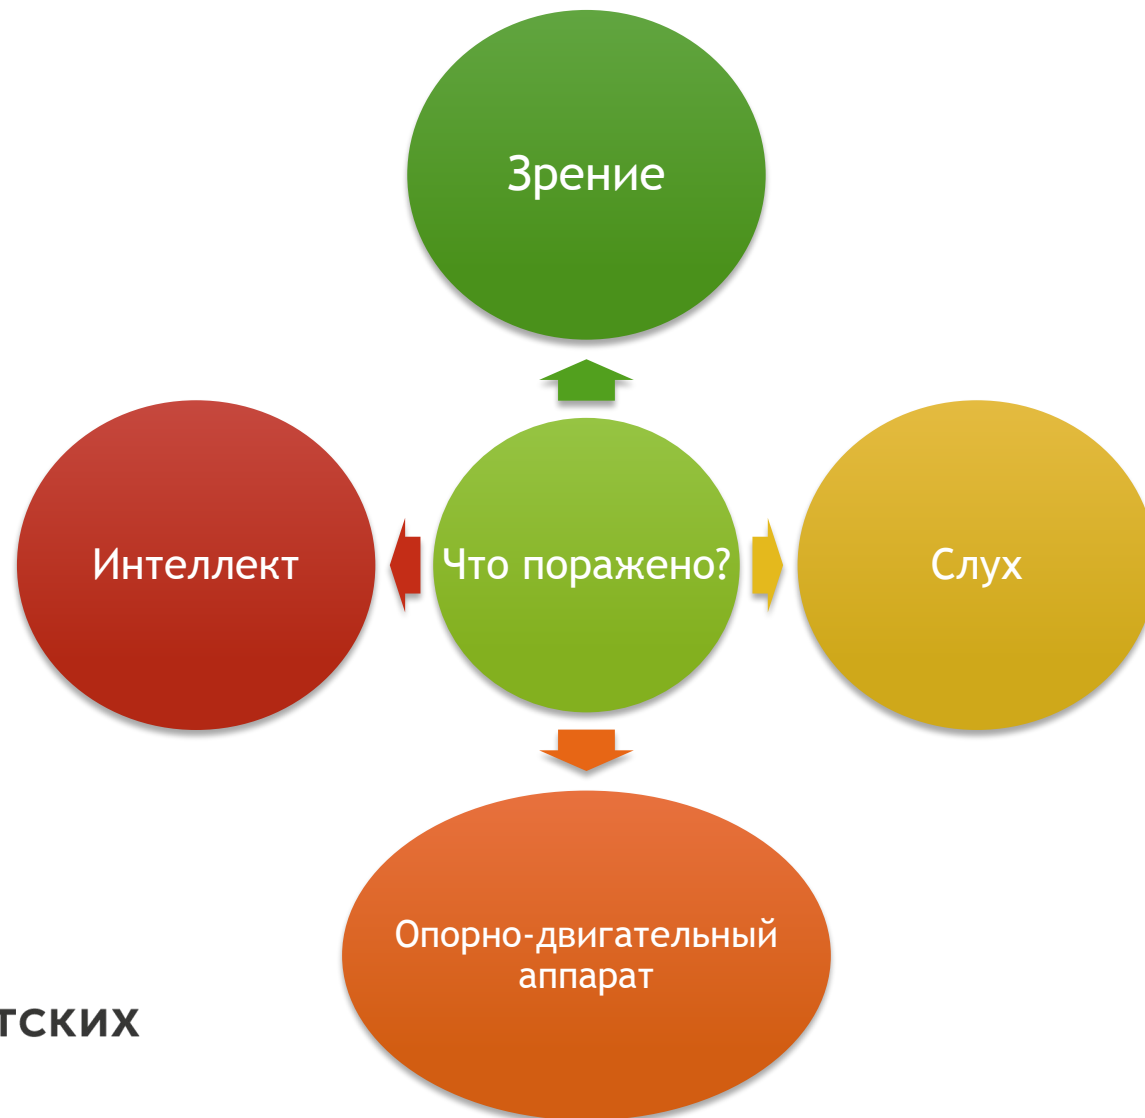 Зрение
Интеллект
Что поражено?
Слух
Опорно-двигательный
аппарат
тских